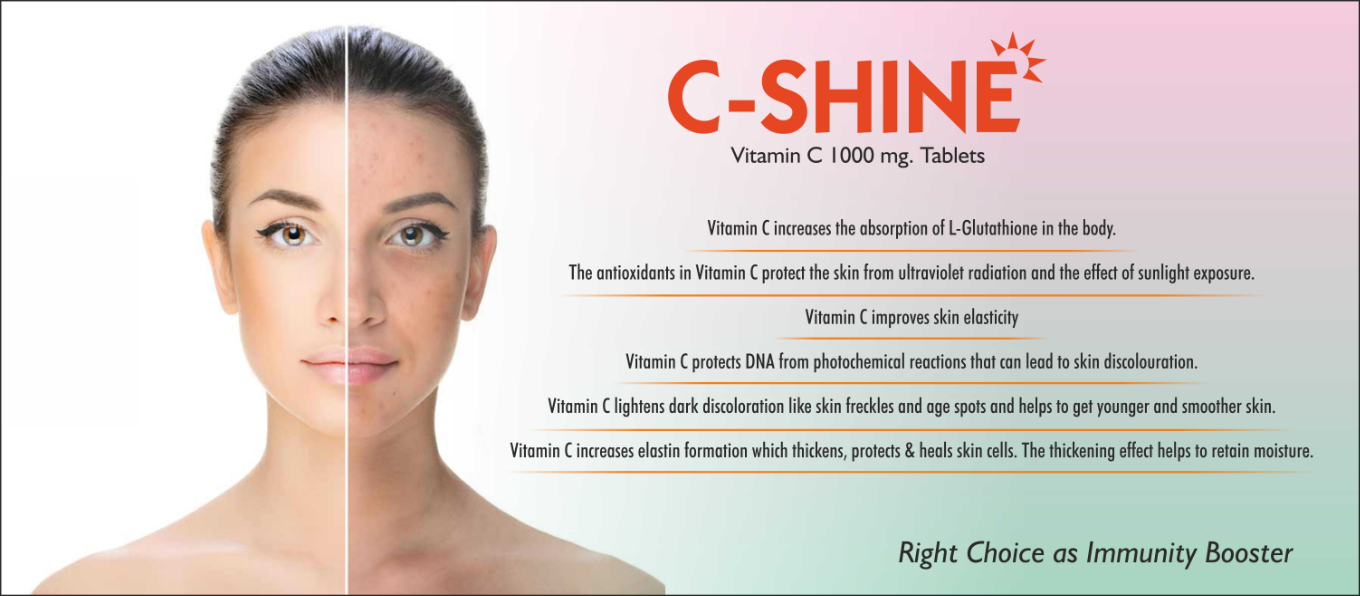 C-SHINE
Vitamin C 1000 mg. Tablets
Vitamin C increases the absorption of L-Glutathione in the body.
The antioxidants in Vitamin C protect the skin from ultraviolet radiation and the effect of sunlight exposure.
Vitamin C improves skin elasticity
Vitamin C protects DNA from photochemical reactions that can lead to skin discolouration.
Vitamin C lightens dark discoloration like skin freckles and age spots and helps to get younger and smoother skin.
Vitamin C increases elastin formation which thickens, protects & heals skin cells. The thickening effect helps to retain moisture.
Right Choice as Immunity Booster